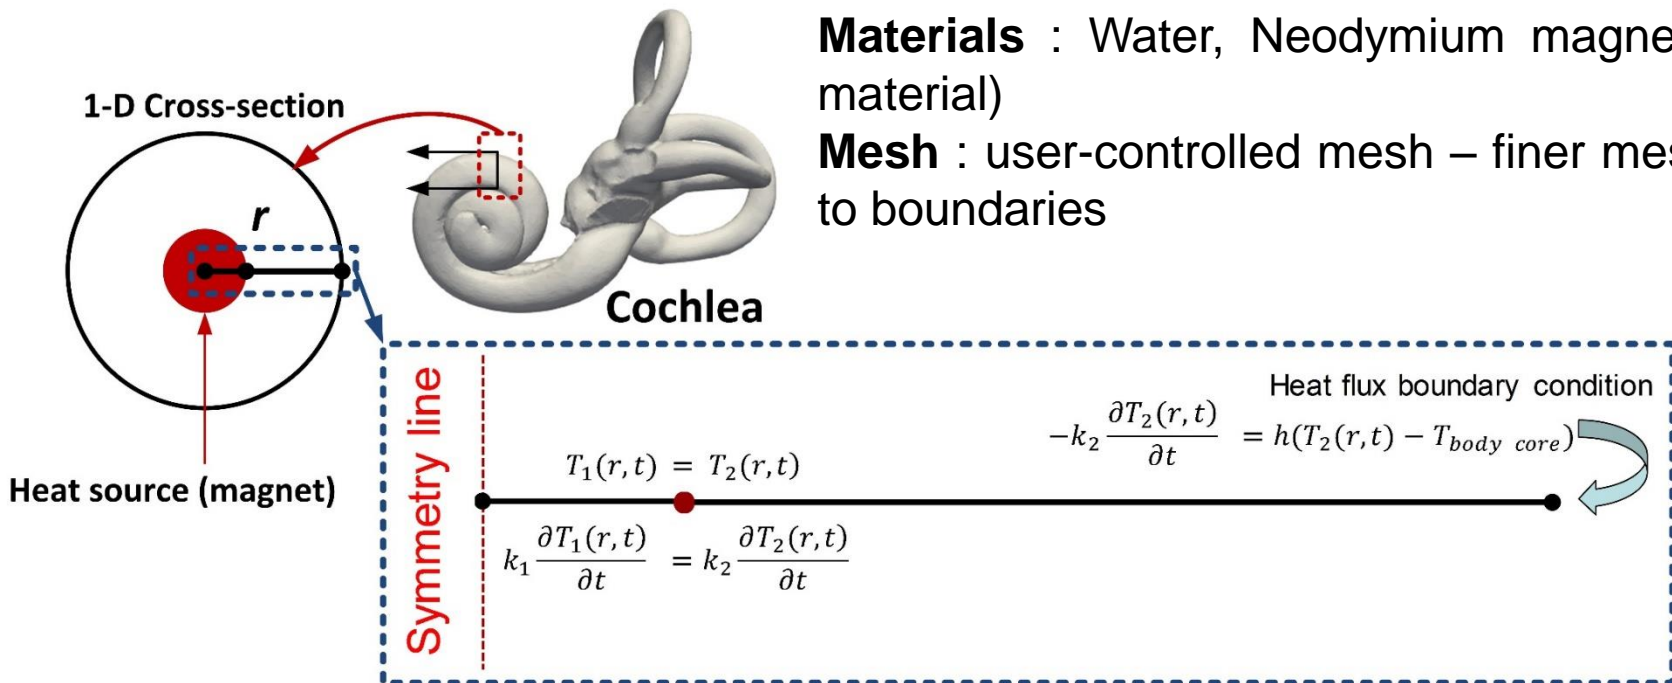 Materials : Water, Neodymium magne
material)
Mesh : user-controlled mesh – finer mes
to boundaries
1-D Cross-section
r
Cochlea
Heat source (magnet)
Symmetry line
Heat flux boundary condition
−k₂ ∂T₂(r,t)/∂t = h(T₂(r,t) − T_body core)
T₁(r,t) = T₂(r,t)
k₁ ∂T₁(r,t)/∂t = k₂ ∂T₂(r,t)/∂t